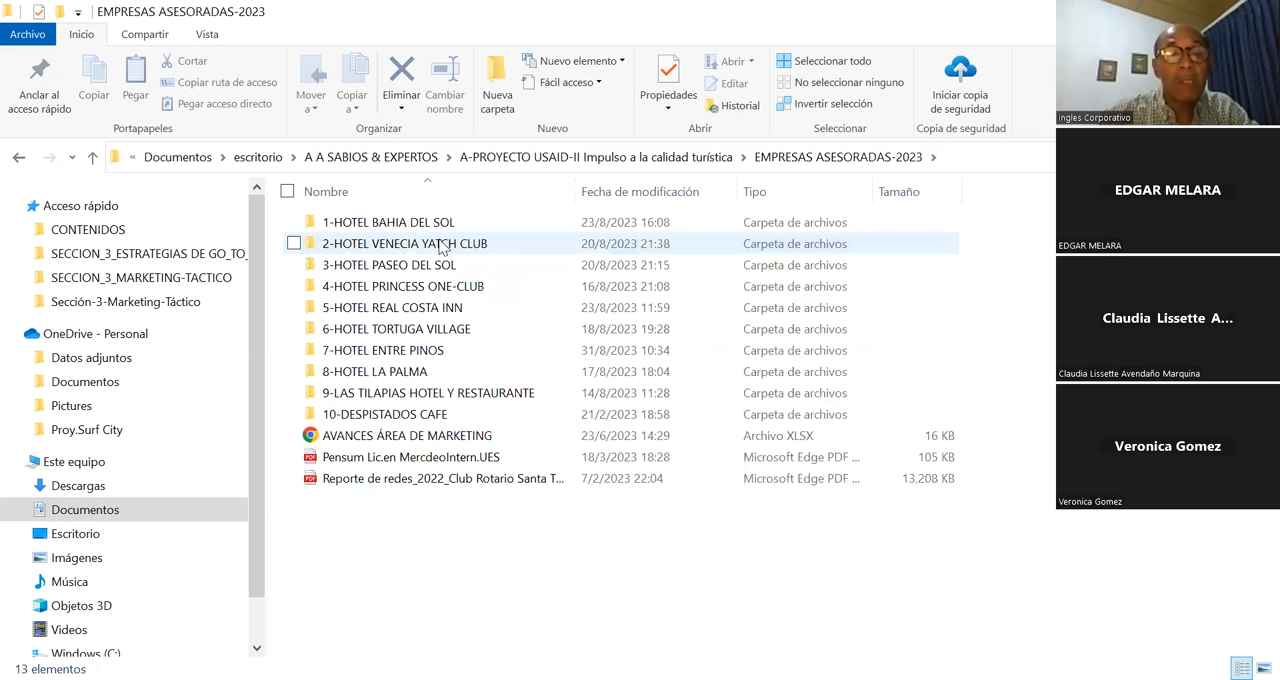 EMPRESAS ASESORADAS-2023
Archivo Inicio Compartir Vista
Anclar al acceso rápido
Copiar
Pegar
Cortar
Copiar ruta de acceso
Pegar acceso directo
Portapapeles
Mover a
Copiar a
Eliminar
Cambiar nombre
Organizar
Nueva carpeta
Nuevo elemento
Fácil acceso
Nuevo
Propiedades
Abrir
Editar
Historial
Abrir
Seleccionar todo
No seleccionar ninguno
Invertir selección
Seleccionar
Iniciar copia de seguridad
Copia de seguridad
« Documentos > escritorio > A A SABIOS & EXPERTOS > A-PROYECTO USAID-II Impulso a la calidad turística > EMPRESAS ASESORADAS-2023 >
Acceso rápido
CONTENIDOS
SECCION_3_ESTRATEGIAS DE GO_TO_
SECCION_3_MARKETING-TACTICO
Sección-3-Marketing-Táctico
OneDrive - Personal
Datos adjuntos
Documentos
Pictures
Proy.Surf City
Este equipo
Descargas
Documentos
Escritorio
Imágenes
Música
Objetos 3D
Videos
Windows (C:)
Nombre Fecha de modificación Tipo Tamaño
1-HOTEL BAHIA DEL SOL 23/8/2023 16:08 Carpeta de archivos
2-HOTEL VENECIA YATCH CLUB 20/8/2023 21:38 Carpeta de archivos
3-HOTEL PASEO DEL SOL 20/8/2023 21:15 Carpeta de archivos
4-HOTEL PRINCESS ONE-CLUB 16/8/2023 21:08 Carpeta de archivos
5-HOTEL REAL COSTA INN 23/8/2023 11:59 Carpeta de archivos
6-HOTEL TORTUGA VILLAGE 18/8/2023 19:28 Carpeta de archivos
7-HOTEL ENTRE PINOS 31/8/2023 10:34 Carpeta de archivos
8-HOTEL LA PALMA 17/8/2023 18:04 Carpeta de archivos
9-LAS TILAPIAS HOTEL Y RESTAURANTE 14/8/2023 11:28 Carpeta de archivos
10-DESPISTADOS CAFE 21/2/2023 18:58 Carpeta de archivos
AVANCES ÁREA DE MARKETING 23/6/2023 14:29 Archivo XLSX 16 KB
Pensum Lic.en MercdeoIntern.UES 18/3/2023 18:28 Microsoft Edge PDF ... 105 KB
Reporte de redes_2022_Club Rotario Santa T... 7/2/2023 22:04 Microsoft Edge PDF ... 13,208 KB
13 elementos
Ingles Corporativo
EDGAR MELARA
EDGAR MELARA
Claudia Lissette A...
Claudia Lissette Avendaño Marquina
Veronica Gomez
Veronica Gomez